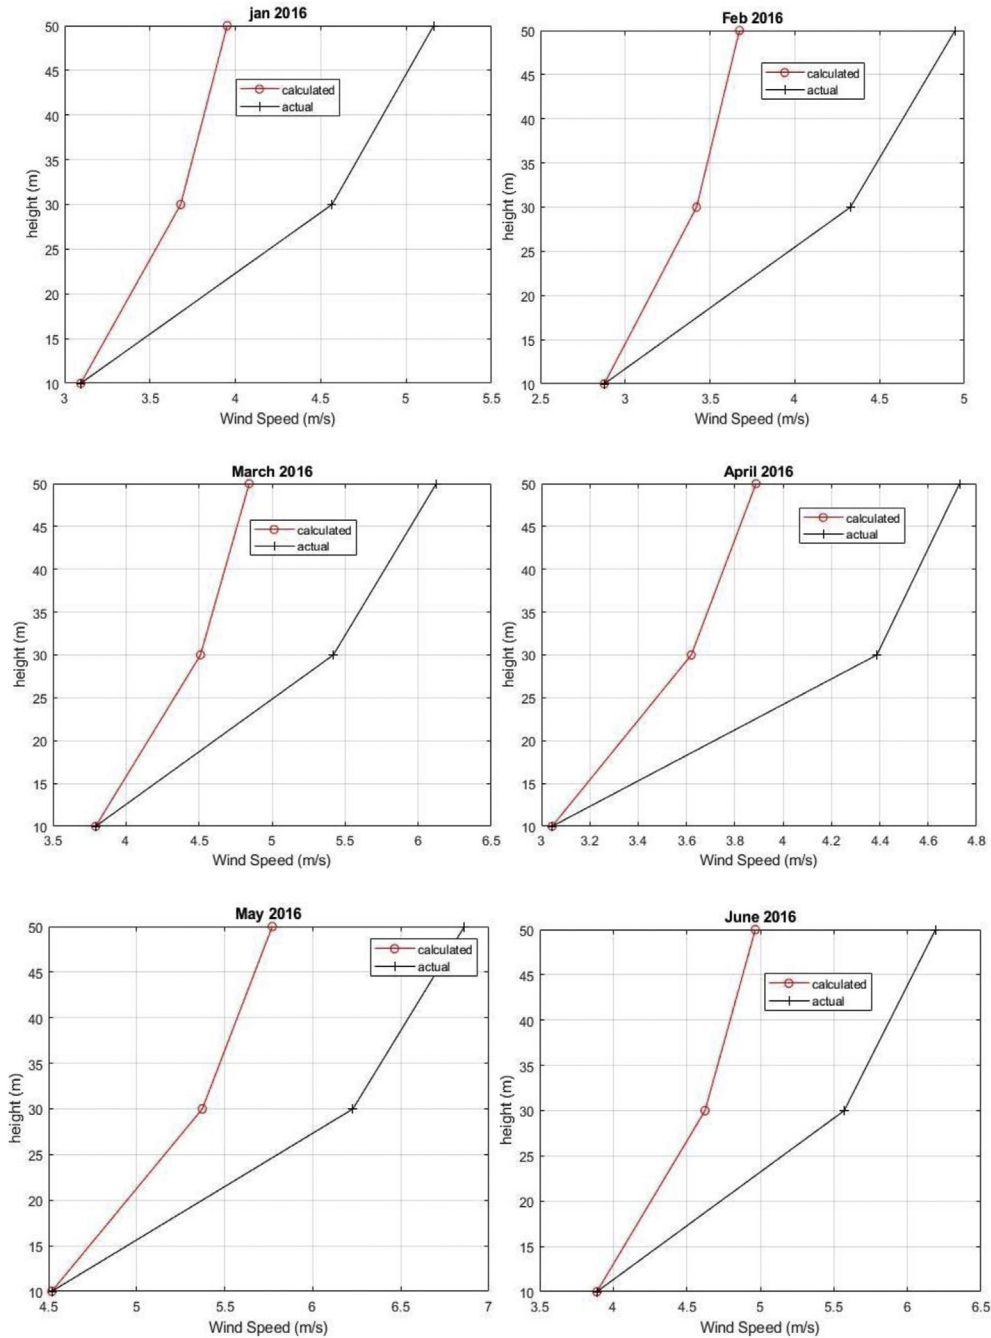 jan 2016
50
45
40
35
30
25
20
15
10
height (m)
calculated
actual
3 3.5 4 4.5 5 5.5
Wind Speed (m/s)
Feb 2016
50
45
40
35
30
25
20
15
10
height (m)
calculated
actual
2.5 3 3.5 4 4.5 5
Wind Speed (m/s)
March 2016
50
45
40
35
30
25
20
15
10
height (m)
calculated
actual
3.5 4 4.5 5 5.5 6 6.5
Wind Speed (m/s)
April 2016
50
45
40
35
30
25
20
15
10
height (m)
calculated
actual
3 3.2 3.4 3.6 3.8 4 4.2 4.4 4.6 4.8
Wind Speed (m/s)
May 2016
50
45
40
35
30
25
20
15
10
height (m)
calculated
actual
4.5 5 5.5 6 6.5 7
Wind Speed (m/s)
June 2016
50
45
40
35
30
25
20
15
10
height (m)
calculated
actual
3.5 4 4.5 5 5.5 6 6.5
Wind Speed (m/s)